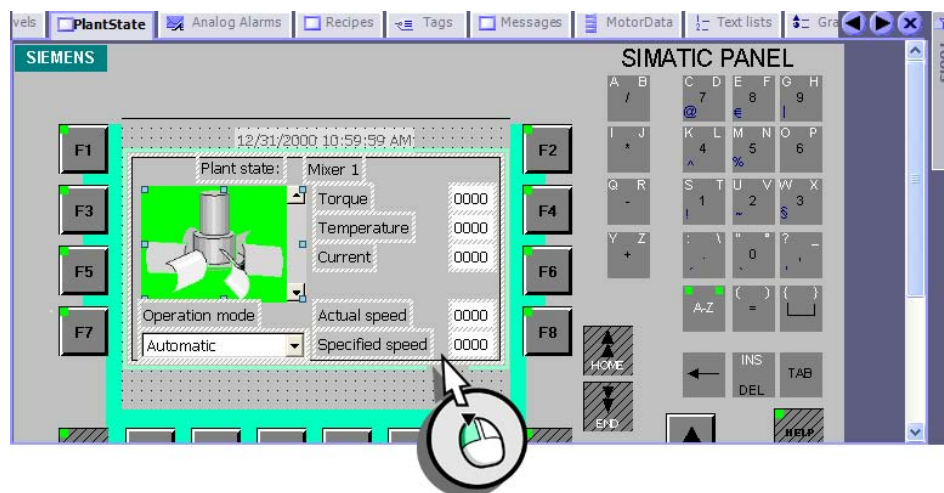 vels PlantState Analog Alarms Recipes Tags Messages MotorData Text lists Gra
SIEMENS
SIMATIC PANEL
A B / C D 7 @ E F 8 € G H 9 |
12/31/2000 10:59:59 AM
F1 F2
I J * K L 4 ^ M N 5 % O P 6
Plant state: Mixer 1
F3 Torque 0000 F4
Q R - S T 1 ! U V 2 ~ W X 3 §
Temperature 0000
F5 Current 0000 F6
Y Z + : \ . , " ° 0 ? _
A-Z ( ) = { }
Operation mode Actual speed 0000
F7 F8
Automatic Specified speed 0000
HOME
INS
DEL TAB
END
HELP